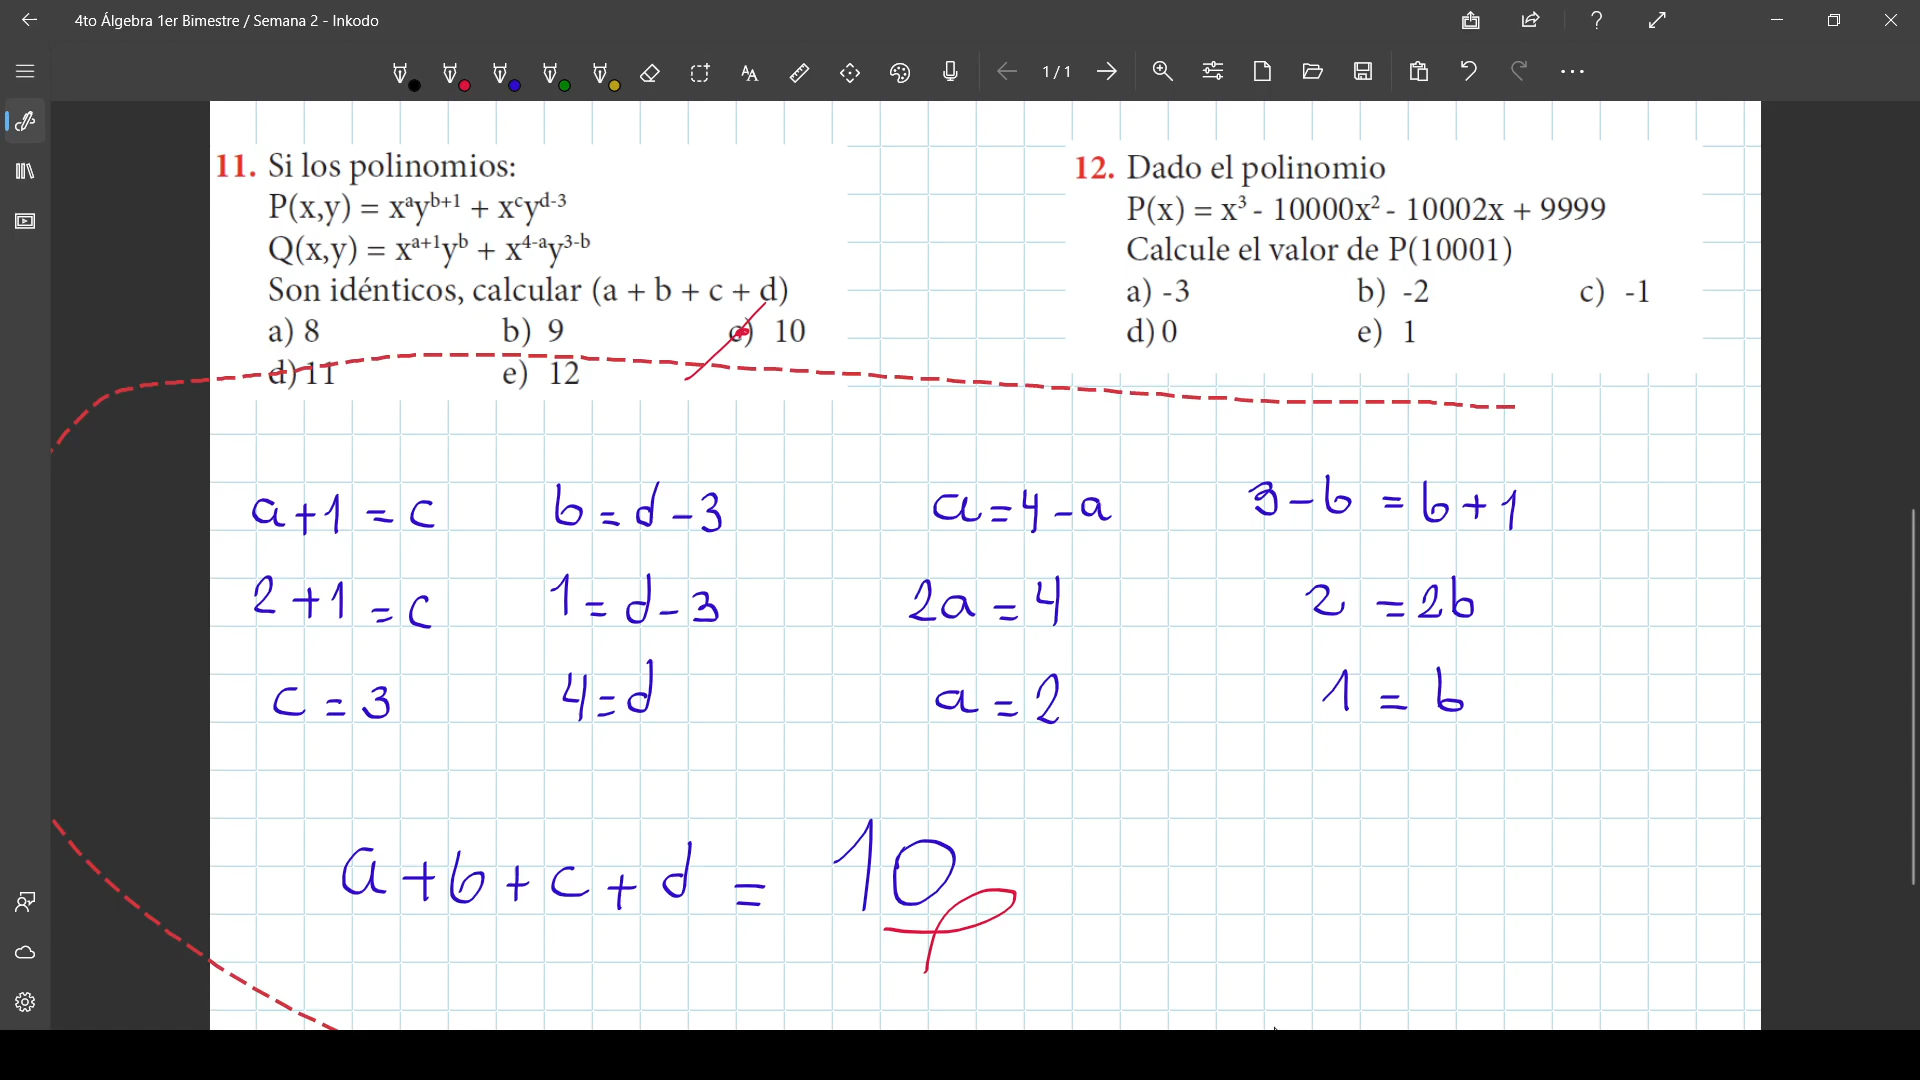 4to Álgebra 1er Bimestre / Semana 2 - Inkodo
1 / 1
11. Si los polinomios:
P(x,y) = xᵃyᵇ⁺¹ + xᶜyᵈ⁻³
Q(x,y) = xᵃ⁺¹yᵇ + x⁴⁻ᵃy³⁻ᵇ
Son idénticos, calcular (a + b + c + d)
a) 8 b) 9 c) 10
d) 11 e) 12
12. Dado el polinomio
P(x) = x³ - 10000x² - 10002x + 9999
Calcule el valor de P(10001)
a) -3 b) -2 c) -1
d) 0 e) 1
a+1 = c b = d - 3 a = 4 - a 3 - b = b + 1
2 + 1 = c 1 = d - 3 2a = 4 2 = 2b
c = 3 4 = d a = 2 1 = b
a + b + c + d = 10